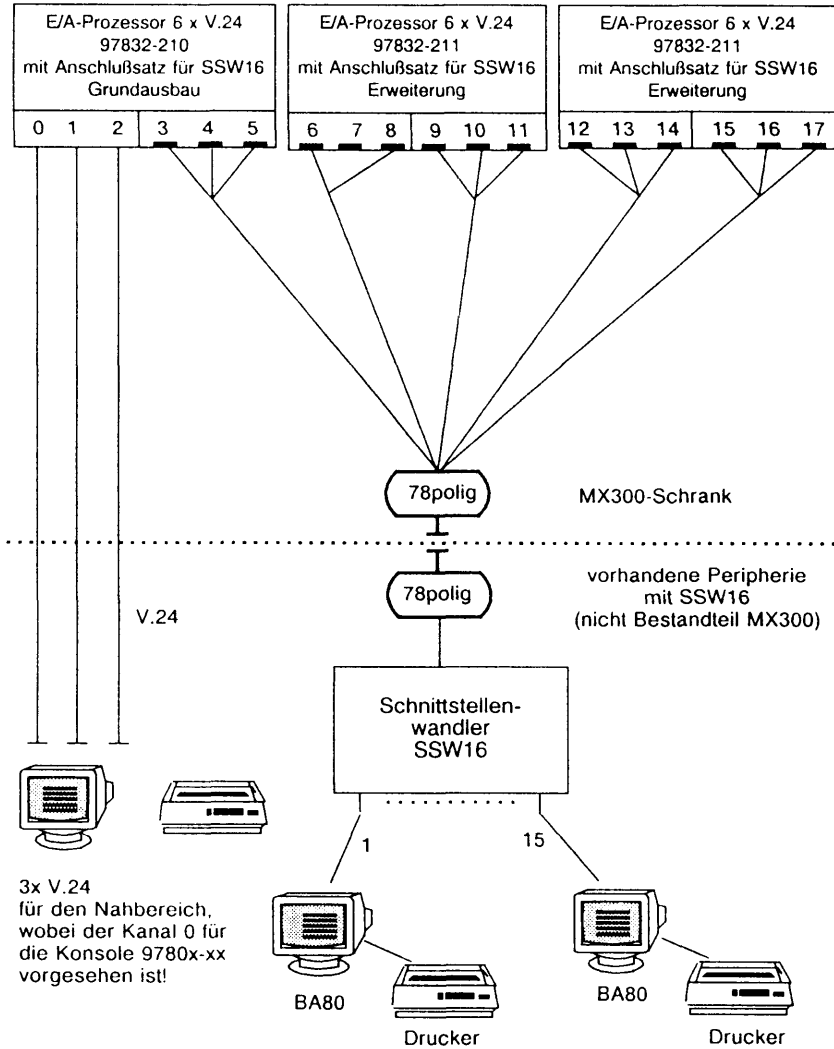 E/A-Prozessor 6 x V.24
97832-210
mit Anschlußsatz für SSW16
Grundausbau
E/A-Prozessor 6 x V.24
97832-211
mit Anschlußsatz für SSW16
Erweiterung
E/A-Prozessor 6 x V.24
97832-211
mit Anschlußsatz für SSW16
Erweiterung
0 1 2 3 4 5
6 7 8 9 10 11
12 13 14 15 16 17
78polig
MX300-Schrank
78polig
vorhandene Peripherie
mit SSW16
(nicht Bestandteil MX300)
V.24
Schnittstellen-
wandler
SSW16
1
15
3x V.24
für den Nahbereich,
wobei der Kanal 0 für
die Konsole 9780x-xx
vorgesehen ist!
BA80
Drucker
BA80
Drucker